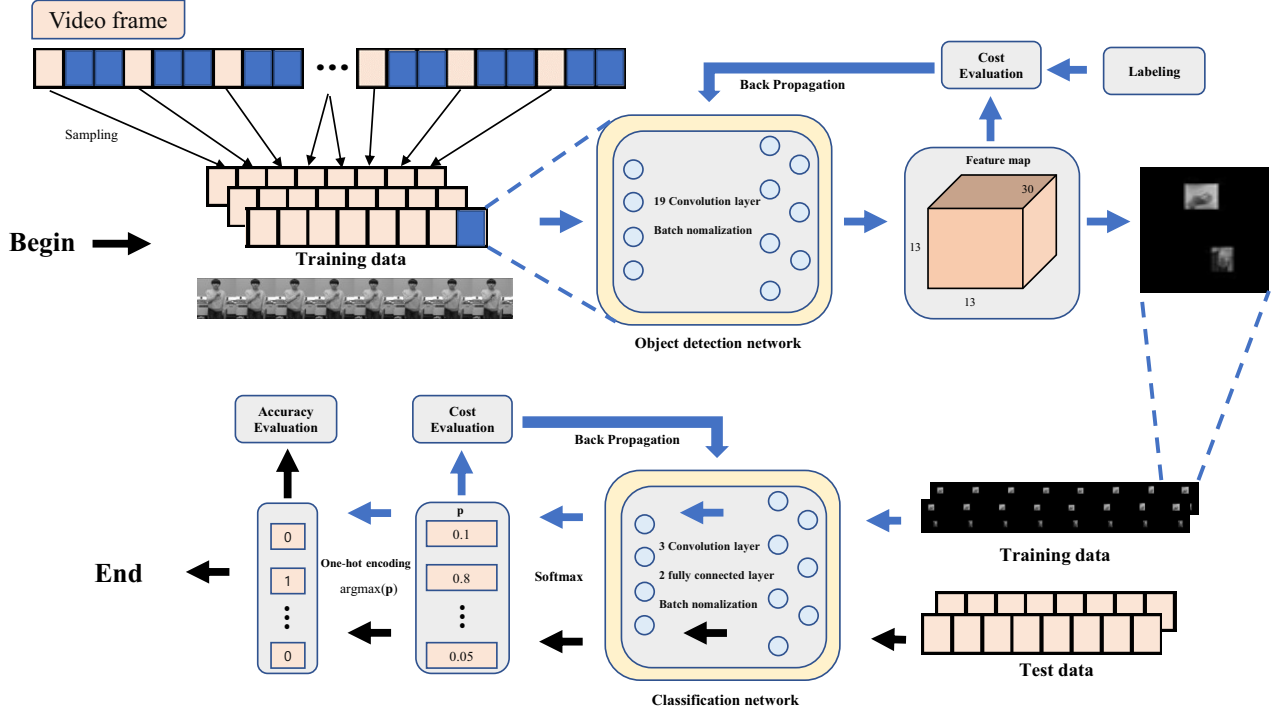 Video frame
•••
Sampling
Begin
Training data
Back Propagation
Cost
Evaluation
Labeling
19 Convolution layer
Batch nomalization
Object detection network
Feature map
30
13
13
Accuracy
Evaluation
Cost
Evaluation
Back Propagation
End
0
1
0
One-hot encoding
argmax(p)
p
0.1
0.8
0.05
Softmax
3 Convolution layer
2 fully connected layer
Batch nomalization
Classification network
Training data
Test data